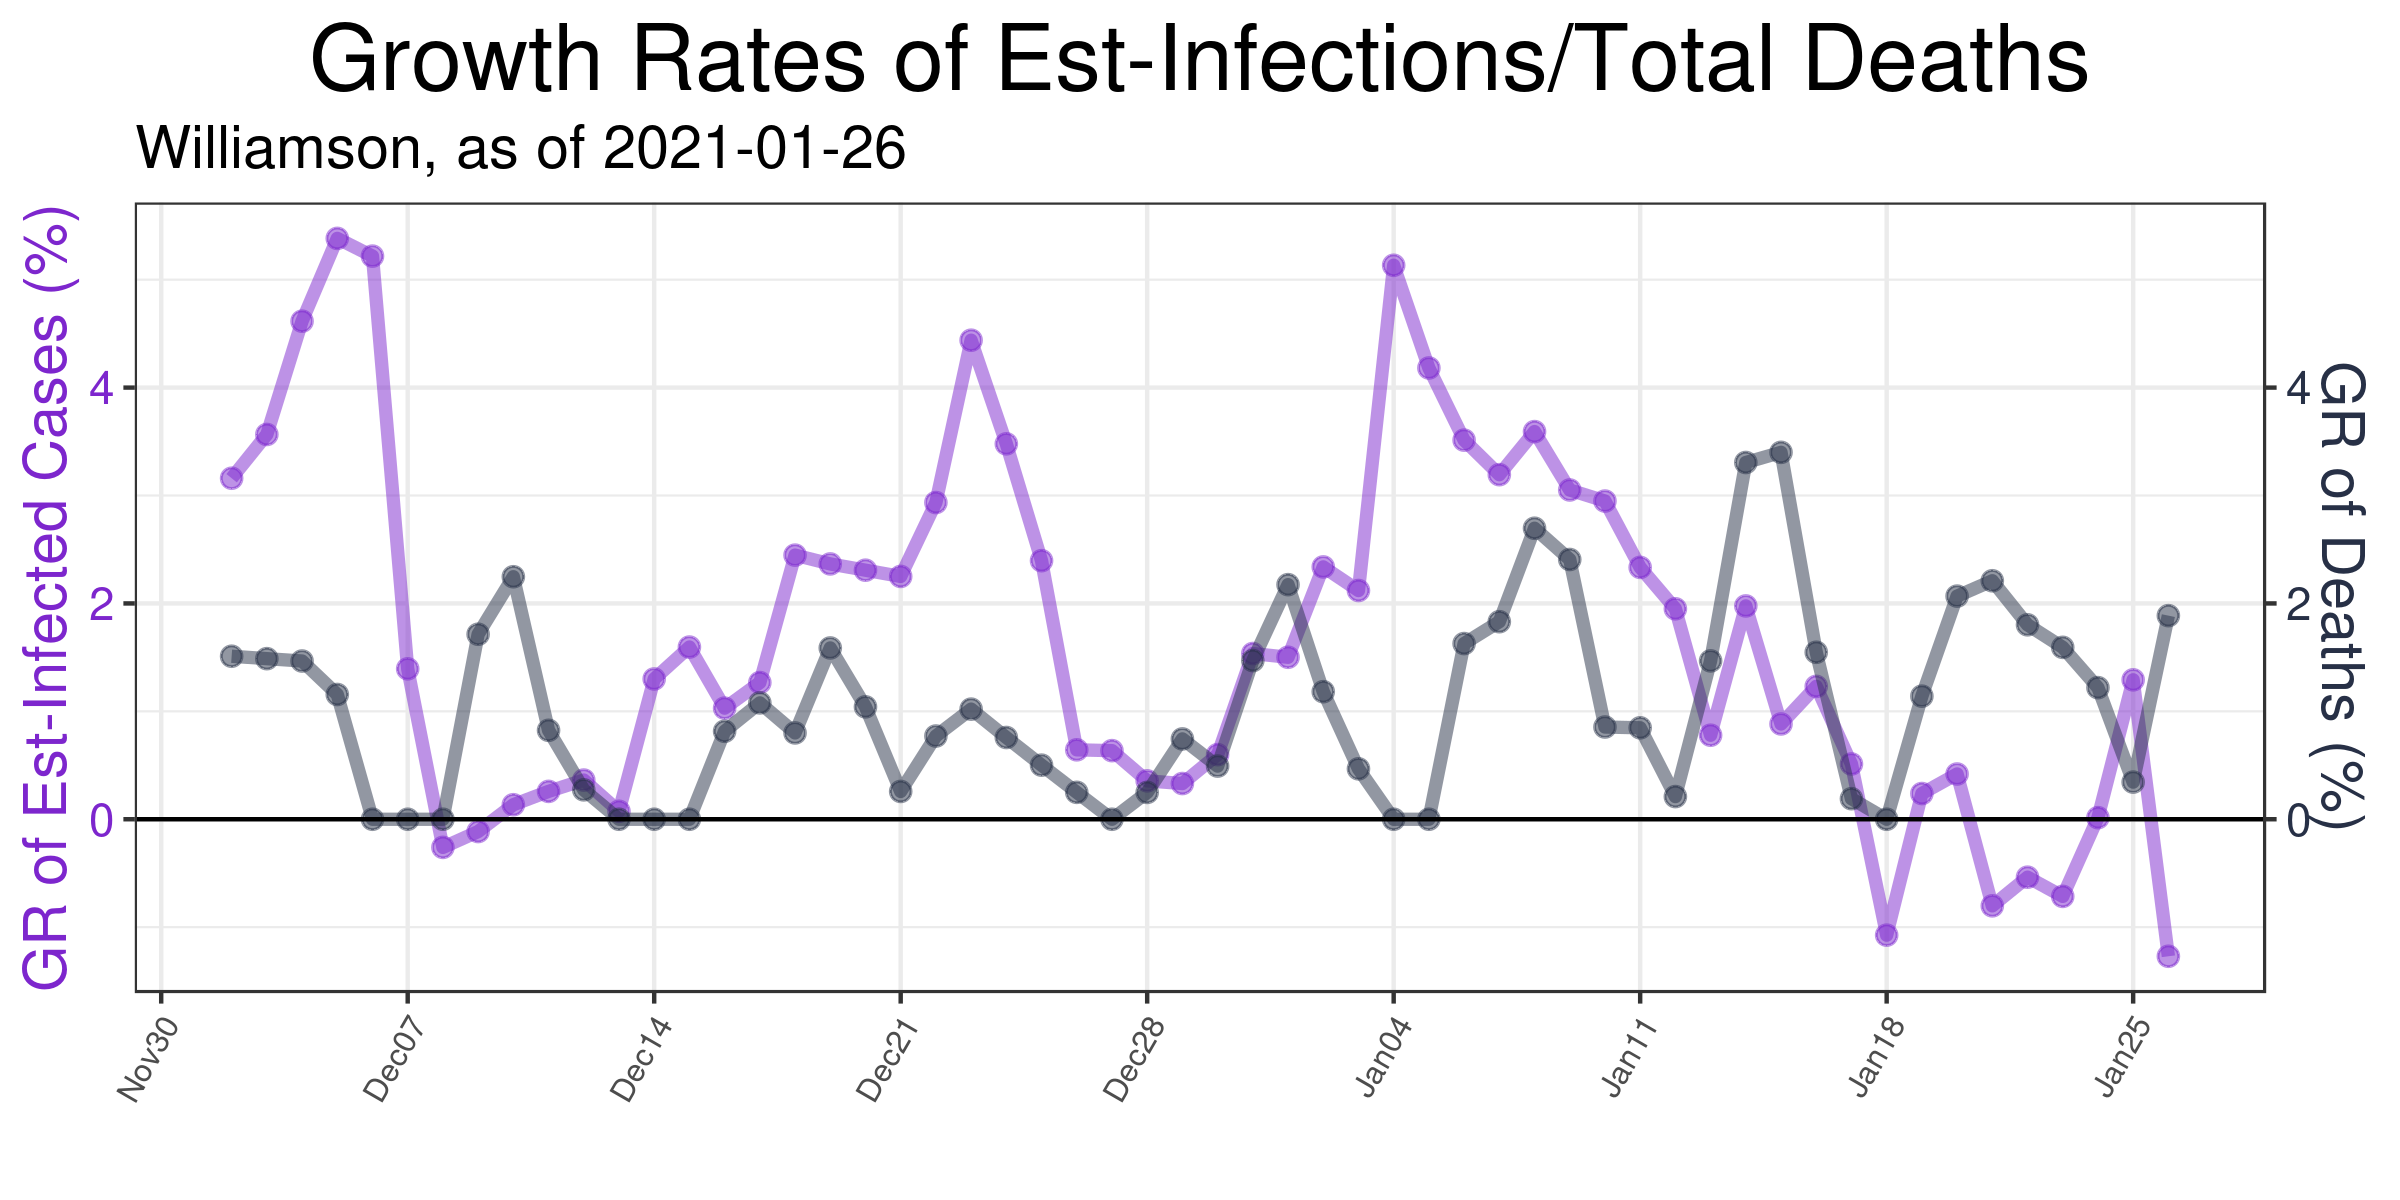 Growth Rates of Est-Infections/Total Deaths
Williamson, as of 2021-01-26
GR of Est-Infected Cases (%)
4
2
0
4
2
0
GR of Deaths (%)
Nov30
Dec07
Dec14
Dec21
Dec28
Jan04
Jan11
Jan18
Jan25